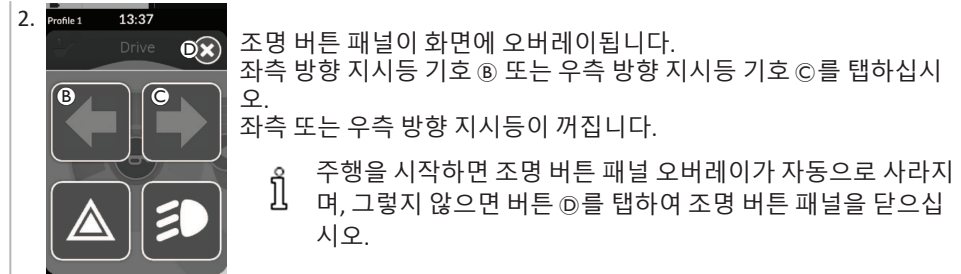 2.
Profile 1 13:37
Drive Ⓓ
Ⓑ Ⓒ
조명 버튼 패널이 화면에 오버레이됩니다.
좌측 방향 지시등 기호 Ⓑ 또는 우측 방향 지시등 기호 Ⓒ를 탭하십시
오.
좌측 또는 우측 방향 지시등이 꺼집니다.
주행을 시작하면 조명 버튼 패널 오버레이가 자동으로 사라지
며, 그렇지 않으면 버튼 Ⓓ를 탭하여 조명 버튼 패널을 닫으십
시오.